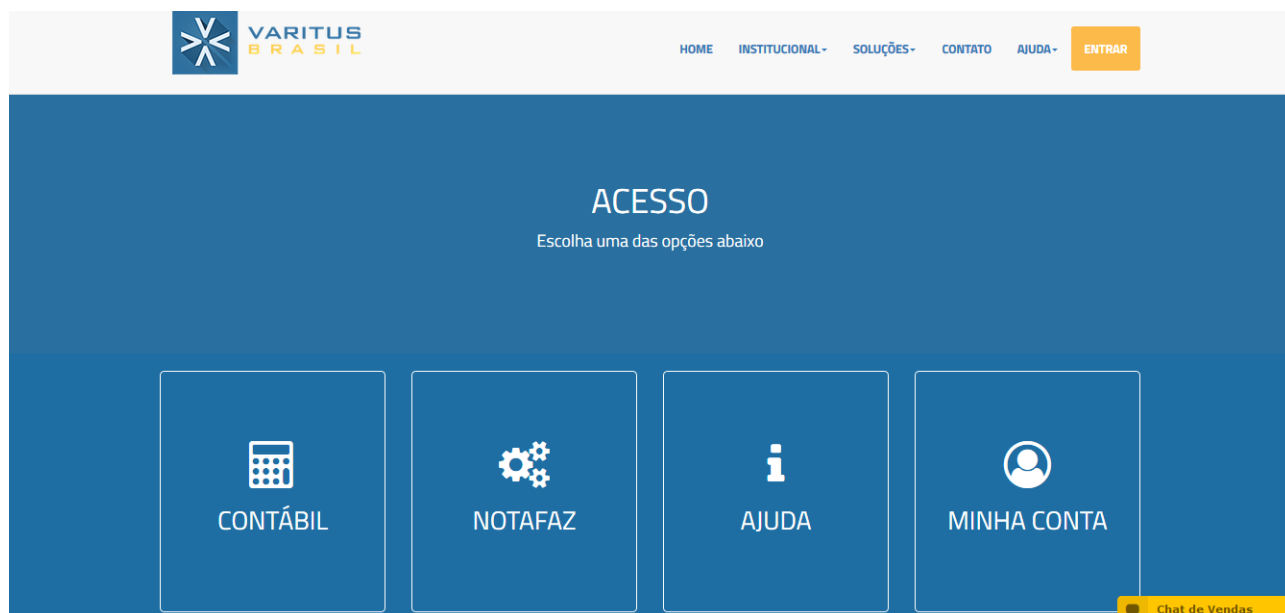 VARITUS
BRASIL
HOME INSTITUCIONAL SOLUÇÕES CONTATO AJUDA ENTRAR
ACESSO
Escolha uma das opções abaixo
CONTÁBIL NOTAFAZ AJUDA MINHA CONTA
Chat de Vendas